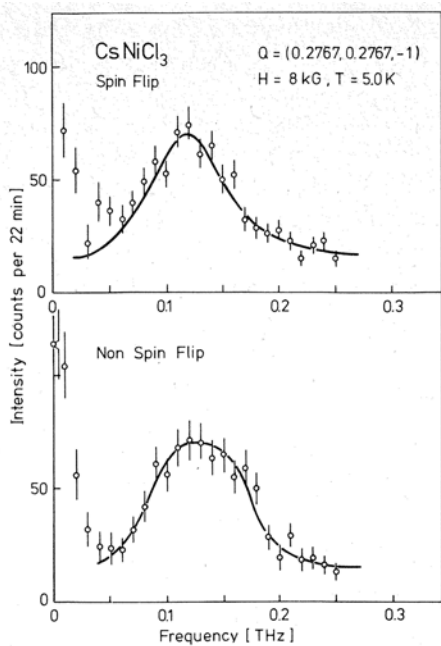 CsNiCl₃
Spin Flip
Q = (0.2767, 0.2767, -1)
H = 8 kG , T = 5.0 K
100
50
0
0.1
0.2
0.3
Non Spin Flip
50
0
0
0.1
0.2
0.3
Intensity [ counts per 22 min ]
Frequency [ THz ]